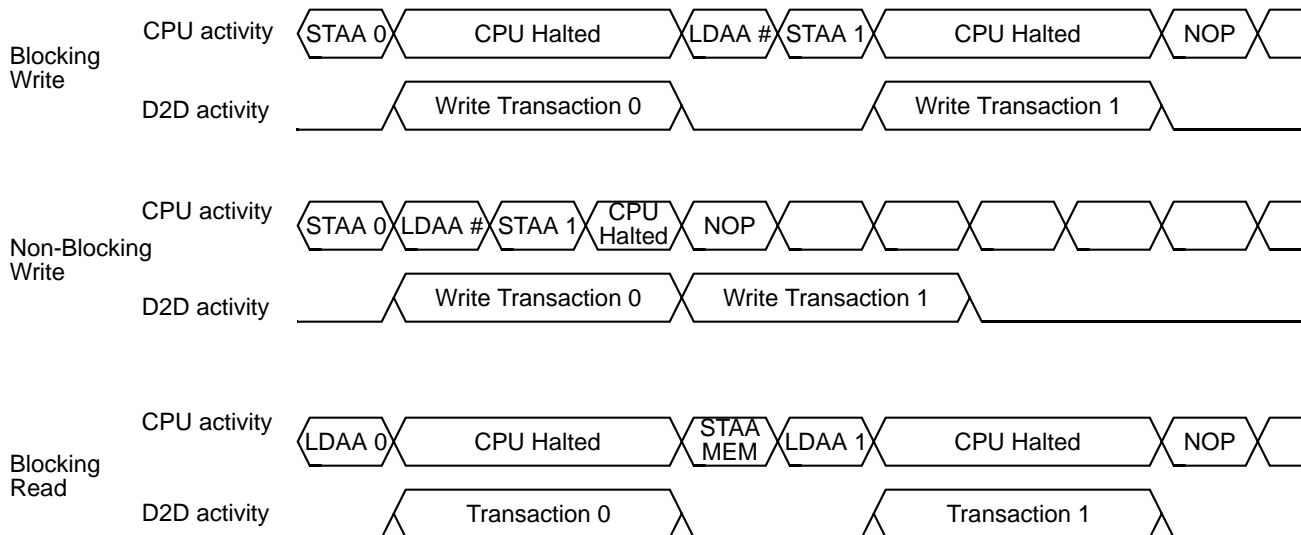 CPU activity STAA 0 CPU Halted LDAA # STAA 1 CPU Halted NOP
Blocking
Write
D2D activity Write Transaction 0 Write Transaction 1
CPU activity STAA 0 LDAA # STAA 1 CPU
Halted NOP
Non-Blocking
Write
D2D activity Write Transaction 0 Write Transaction 1
CPU activity LDAA 0 CPU Halted STAA
MEM LDAA 1 CPU Halted NOP
Blocking
Read
D2D activity Transaction 0 Transaction 1